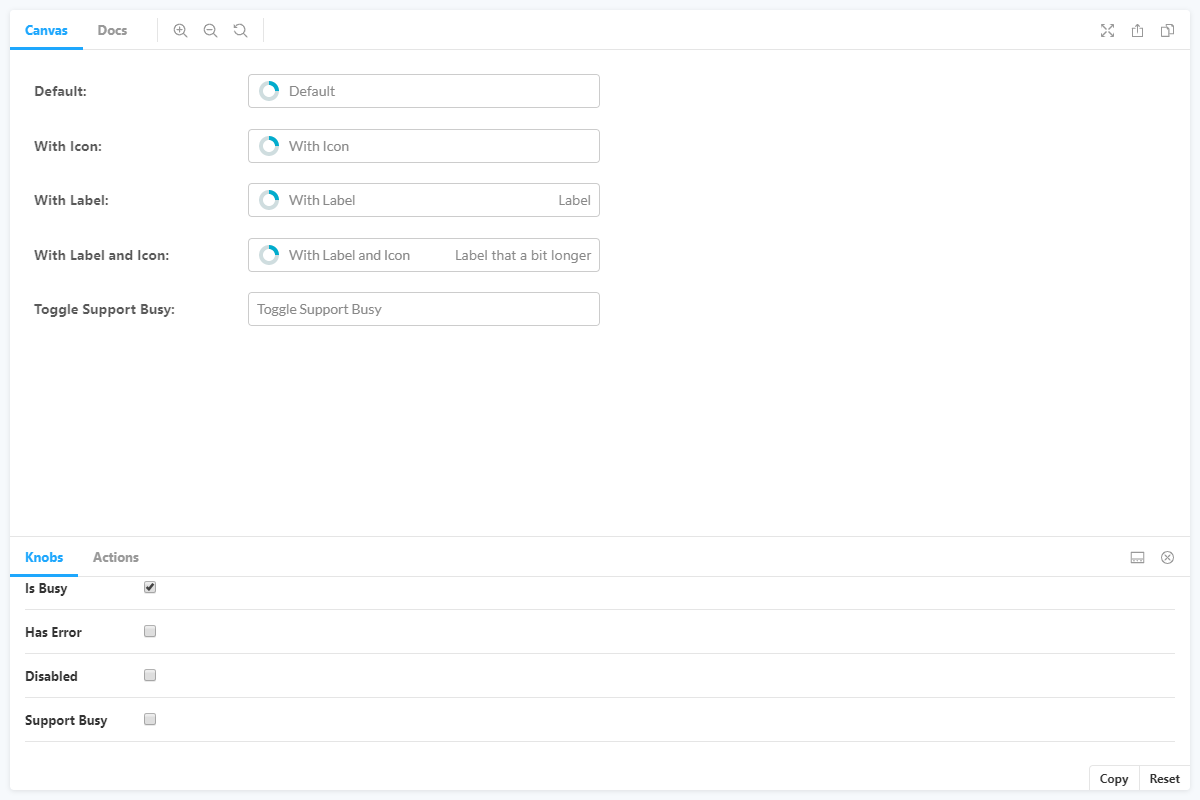 Canvas Docs
Default: Default
With Icon: With Icon
With Label: With Label Label
With Label and Icon: With Label and Icon Label that a bit longer
Toggle Support Busy: Toggle Support Busy
Knobs Actions
Is Busy
Has Error
Disabled
Support Busy
Copy Reset